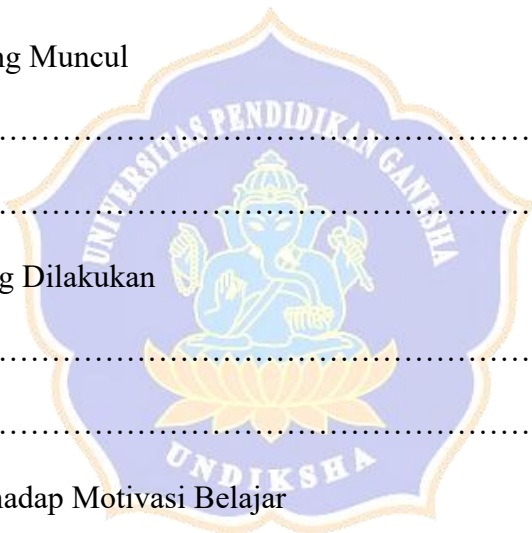 ng Muncul
UNIVERSITAS PENDIDIKAN GANESHA
……………………………………………………
……………………………………………………
g Dilakukan
……………………………………………………
……………………………………………………
UNDIKSHA
hadap Motivasi Belajar